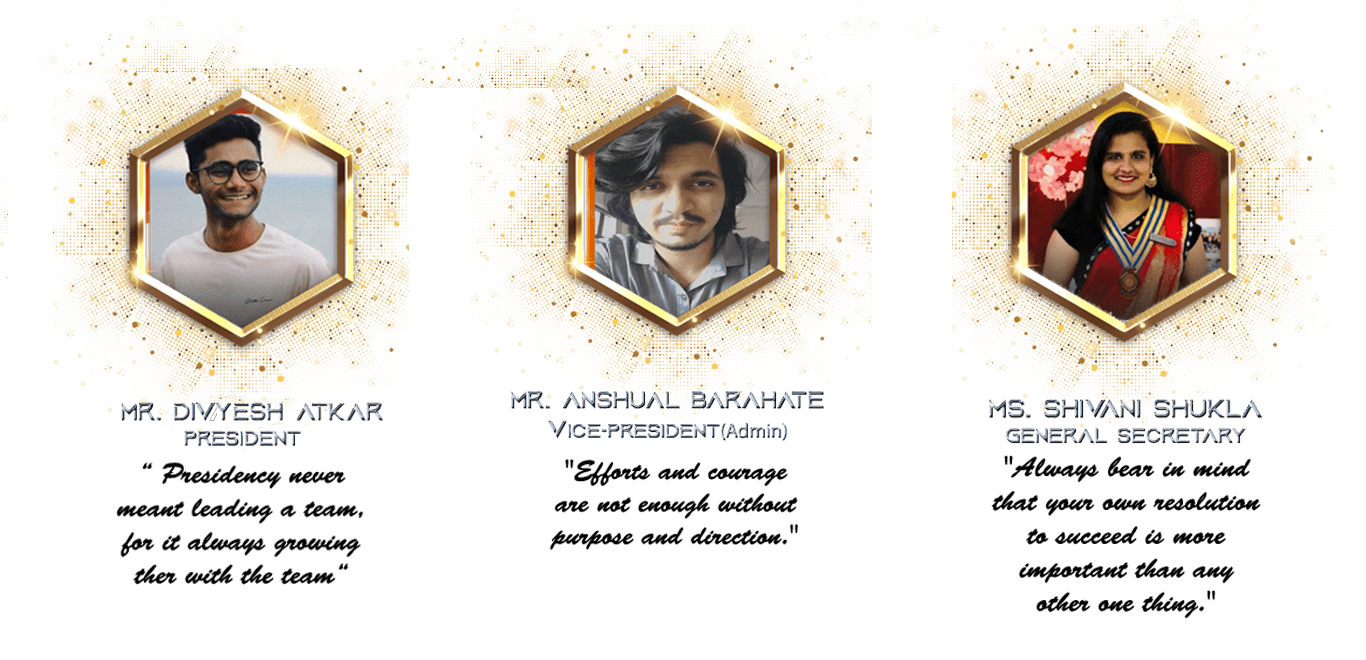 MR. DIVYESH ATKAR
PRESIDENT
“ Presidency never
meant leading a team,
for it always growing
ther with the team“
MR. ANSHUAL BARAHATE
VICE-PRESIDENT(Admin)
"Efforts and courage
are not enough without
purpose and direction."
MS. SHIVANI SHUKLA
GENERAL SECRETARY
"Always bear in mind
that your own resolution
to succeed is more
important than any
other one thing."